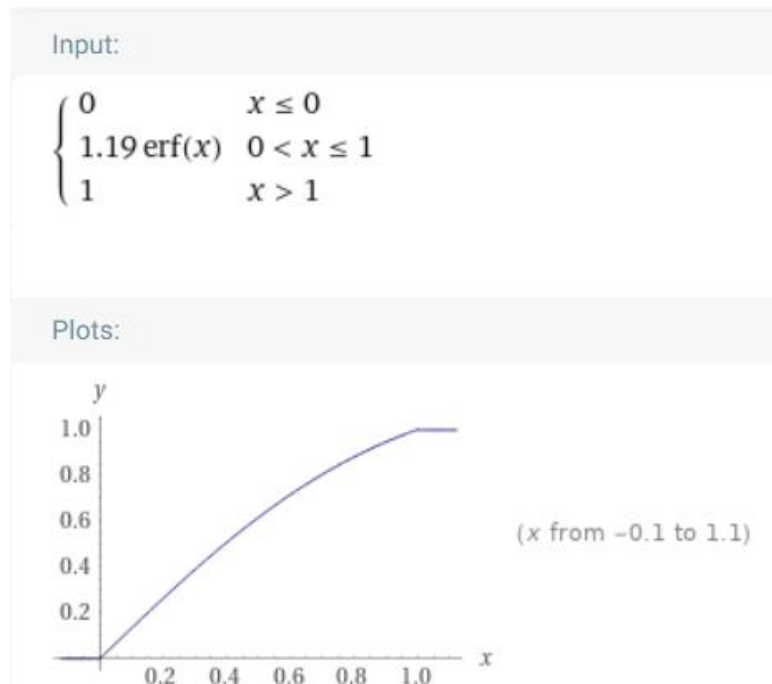 Input:
0 x ≤ 0
1.19 erf(x) 0 < x ≤ 1
1 x > 1
Plots:
y
1.0
0.8
0.6
(x from −0.1 to 1.1)
0.4
0.2
x
0.2 0.4 0.6 0.8 1.0